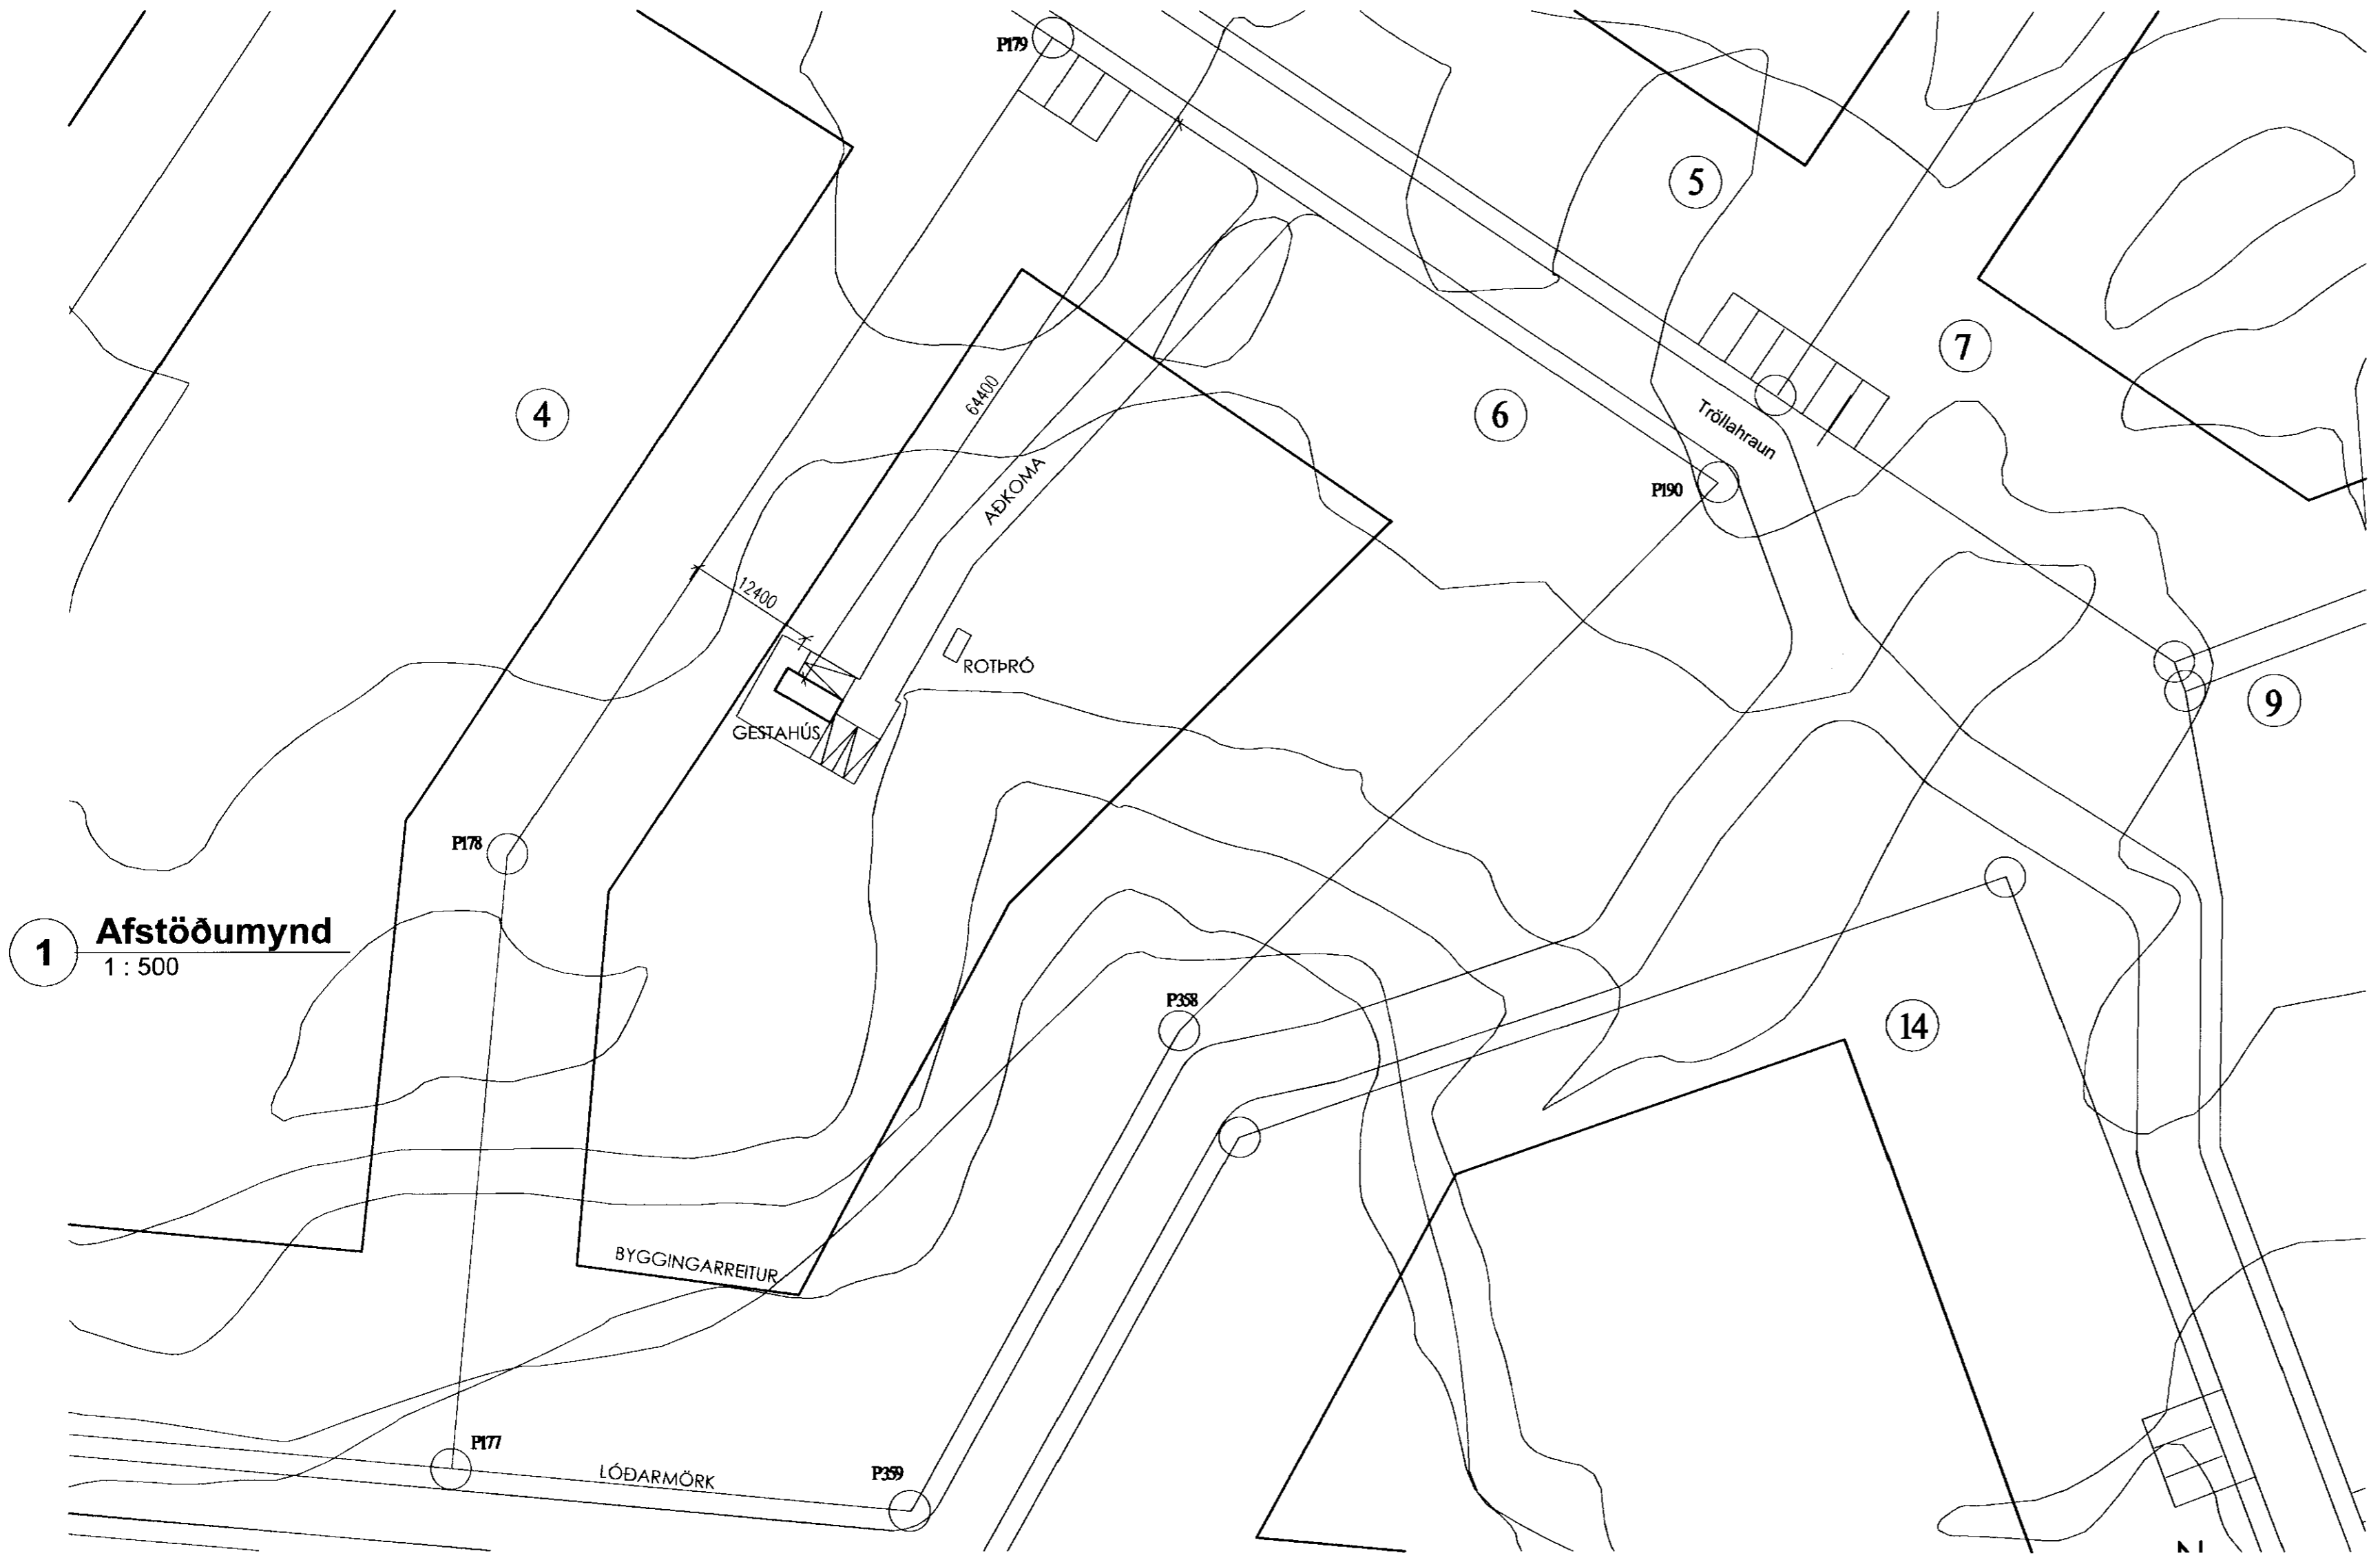 P179
5
7
4
64400
6
Tröllahraun
AÐKOMA
P190
12400
ROTÞRÓ
9
GESTAHÚS
P178
1 Afstöðumynd
1 : 500
P358
14
BYGGINGARREITUR
P177
LÓÐARMÖRK
P359
N